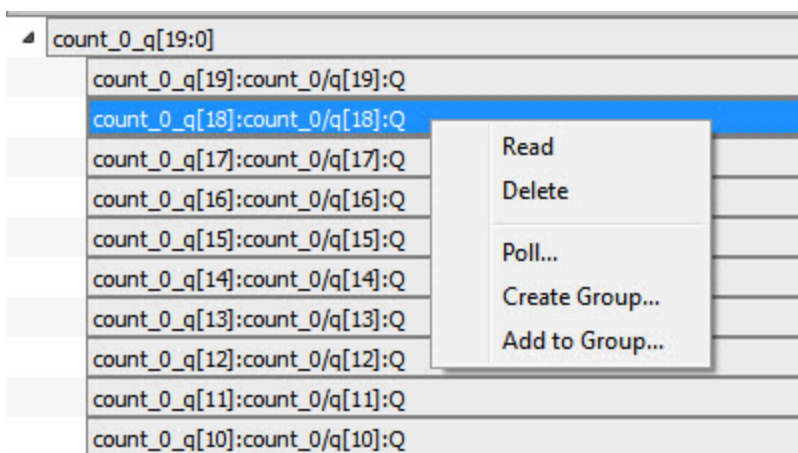 count_0_q[19:0]
count_0_q[19]:count_0/q[19]:Q
count_0_q[18]:count_0/q[18]:Q
count_0_q[17]:count_0/q[17]:Q
count_0_q[16]:count_0/q[16]:Q
count_0_q[15]:count_0/q[15]:Q
count_0_q[14]:count_0/q[14]:Q
count_0_q[13]:count_0/q[13]:Q
count_0_q[12]:count_0/q[12]:Q
count_0_q[11]:count_0/q[11]:Q
count_0_q[10]:count_0/q[10]:Q
Read
Delete
Poll...
Create Group...
Add to Group...